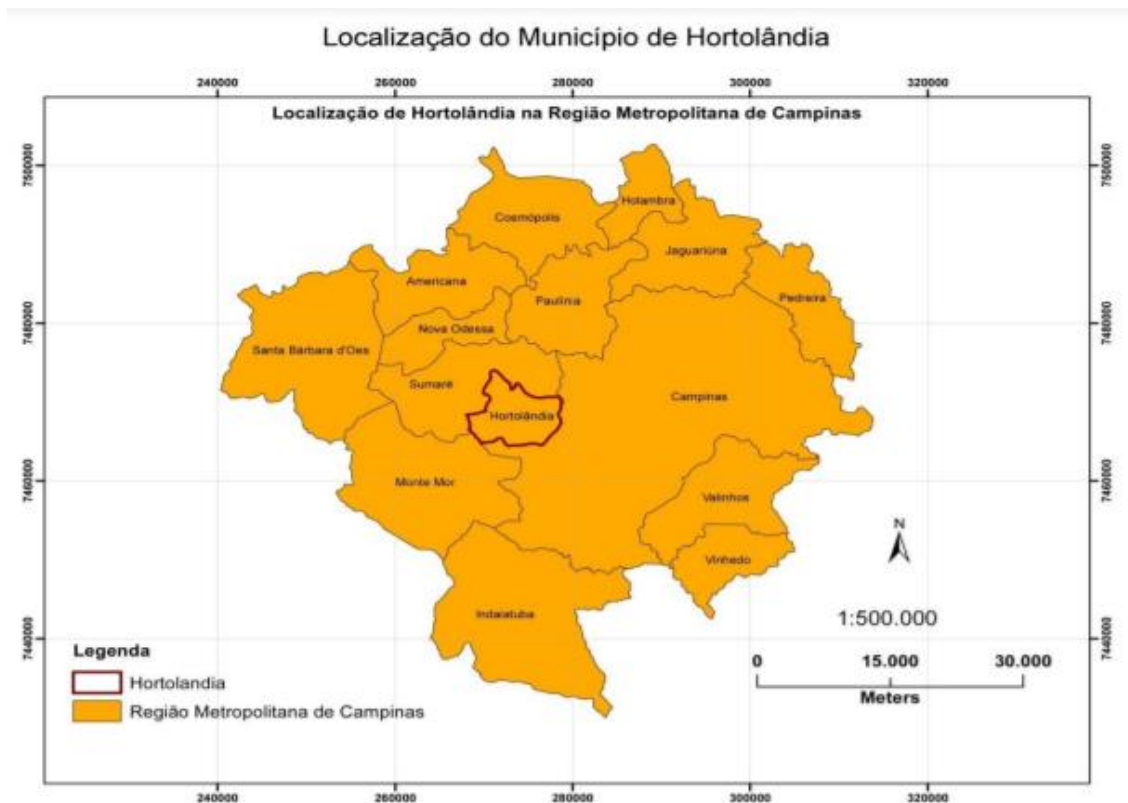 Localização do Município de Hortolândia
240000 260000 280000 300000 320000
Localização de Hortolândia na Região Metropolitana de Campinas
7500000 7500000
Holambra
Cosmópolis
Jaguariúna
Americana
Paulínia
Pedreira
7480000 7480000
Nova Odessa
Santa Bárbara d'Oes
Sumaré
Campinas
Hortolândia
7460000 7460000
Monte Mor
Valinhos
N
Vinhedo
Indaiatuba
1:500.000
7440000 7440000
Legenda
Hortolandia
Região Metropolitana de Campinas
0 15.000 30.000
Meters
240000 260000 280000 300000 320000